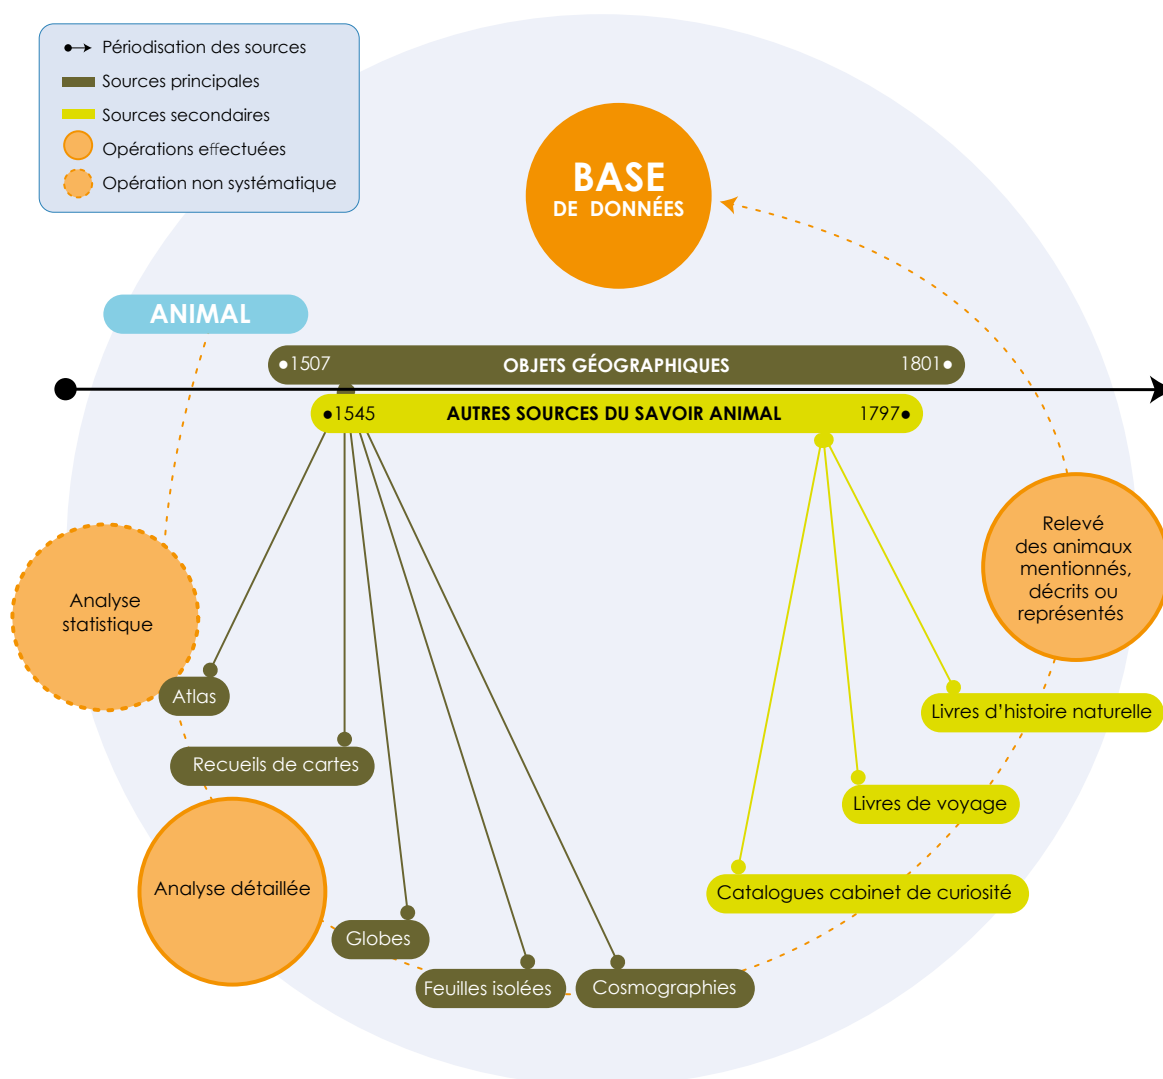 Périodisation des sources
Sources principales
Sources secondaires
Opérations effectuées
Opération non systématique
BASE
DE DONNÉES
ANIMAL
1507 OBJETS GÉOGRAPHIQUES 1801
1545 AUTRES SOURCES DU SAVOIR ANIMAL 1797
Relevé
des animaux
mentionnés,
décrits ou
représentés
Analyse
statistique
Atlas
Livres d’histoire naturelle
Recueils de cartes
Livres de voyage
Analyse détaillée
Catalogues cabinet de curiosité
Globes
Feuilles isolées
Cosmographies